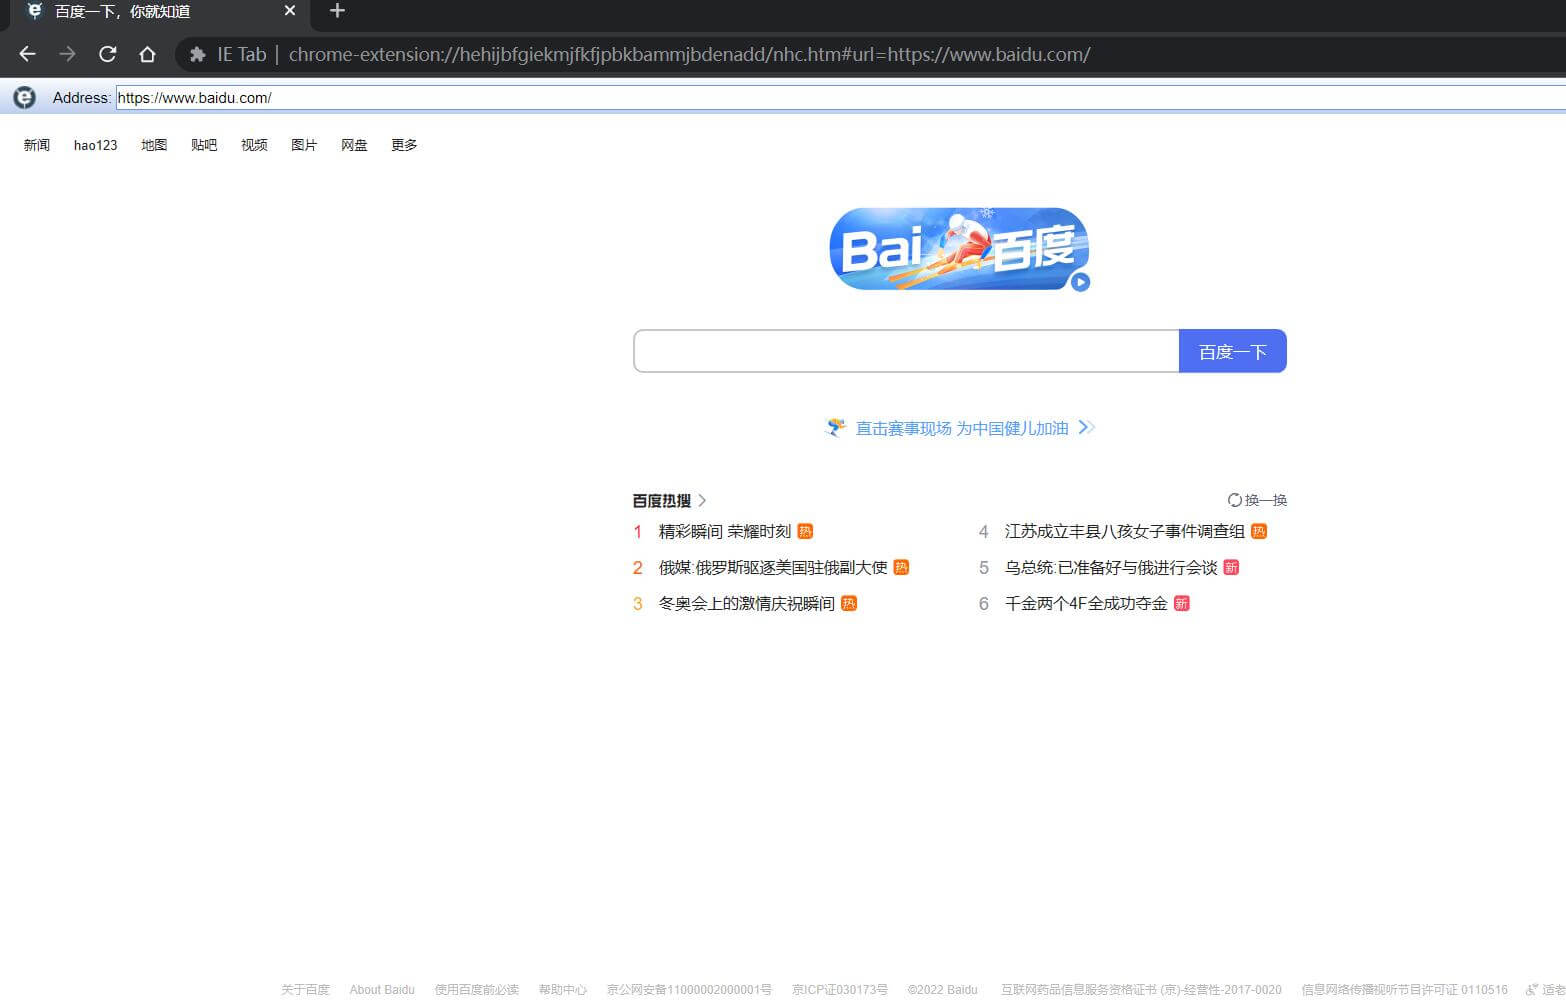 百度一下，你就知道
IE Tab | chrome-extension://hehijbfgiekmjfkfjpbkbammjbdenadd/nhc.htm#url=https://www.baidu.com/
Address: https://www.baidu.com/
新闻 hao123 地图 贴吧 视频 图片 网盘 更多
Bai 百度
百度一下
直击赛事现场 为中国健儿加油
百度热搜 换一换
1 精彩瞬间 荣耀时刻 热 4 江苏成立丰县八孩女子事件调查组 热
2 俄媒:俄罗斯驱逐美国驻俄副大使 热 5 乌总统:已准备好与俄进行会谈 新
3 冬奥会上的激情庆祝瞬间 热 6 千金两个4F全成功夺金 新
关于百度 About Baidu 使用百度前必读 帮助中心 京公网安备11000002000001号 京ICP证030173号 ©2022 Baidu 互联网药品信息服务资格证书 (京)-经营性-2017-0020 信息网络传播视听节目许可证 0110516 适老